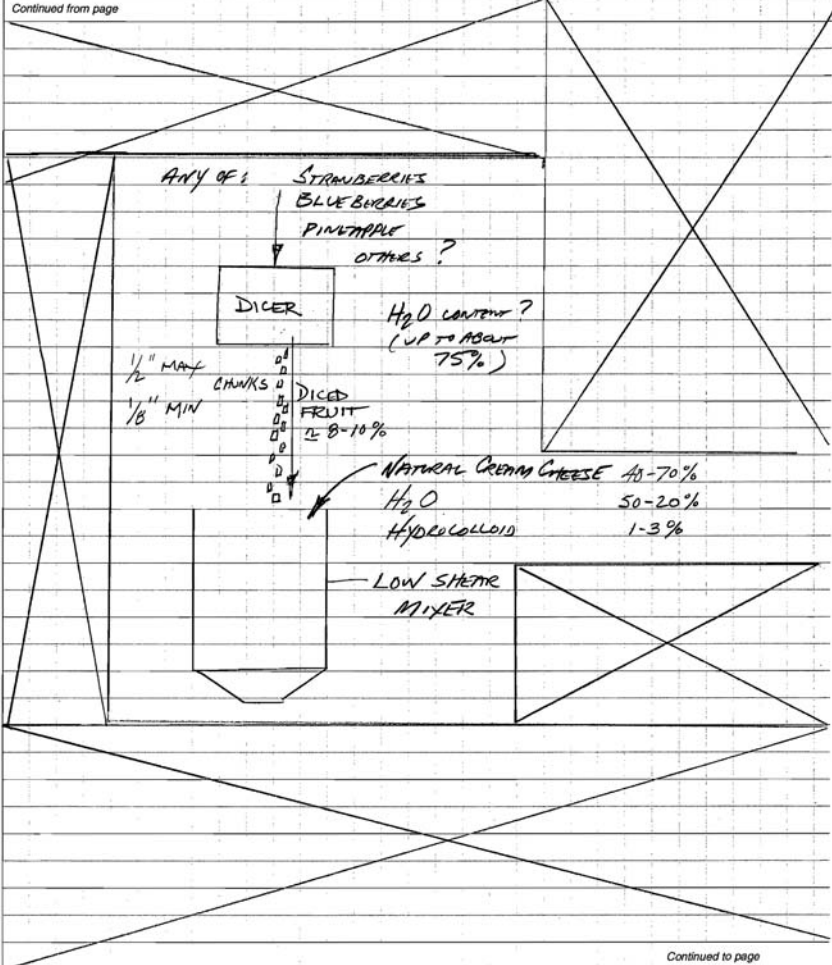 Continued from page
ANY OF: STRAWBERRIES
BLUEBERRIES
PINEAPPLE
OTHERS ?
DICER
H2O CONTENT ?
(UP TO ABOUT
75%)
1/2" MAX
CHUNKS
1/8" MIN
DICED
FRUIT
≃ 8-10%
NATURAL CREAM CHEESE 40-70%
H2O 50-20%
HYDROCOLLOID 1-3%
LOW SHEAR
MIXER
Continued to page